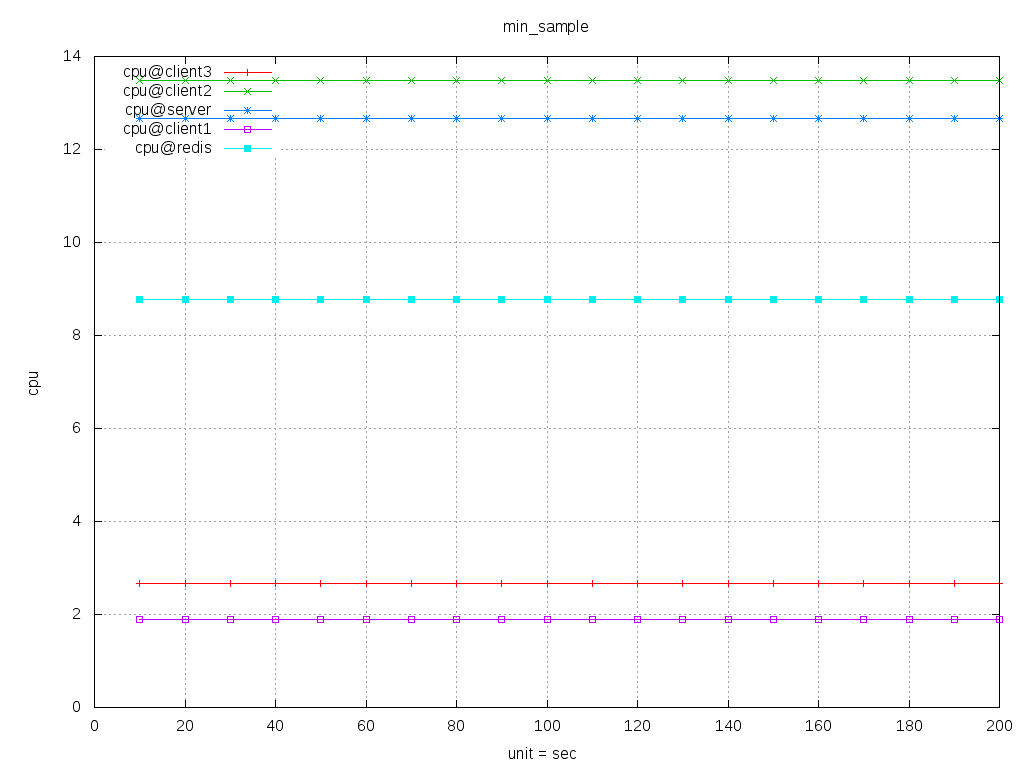 min_sample
14
12
10
8
6
4
2
0
cpu
cpu@client3
cpu@client2
cpu@server
cpu@client1
cpu@redis
0 20 40 60 80 100 120 140 160 180 200
unit = sec